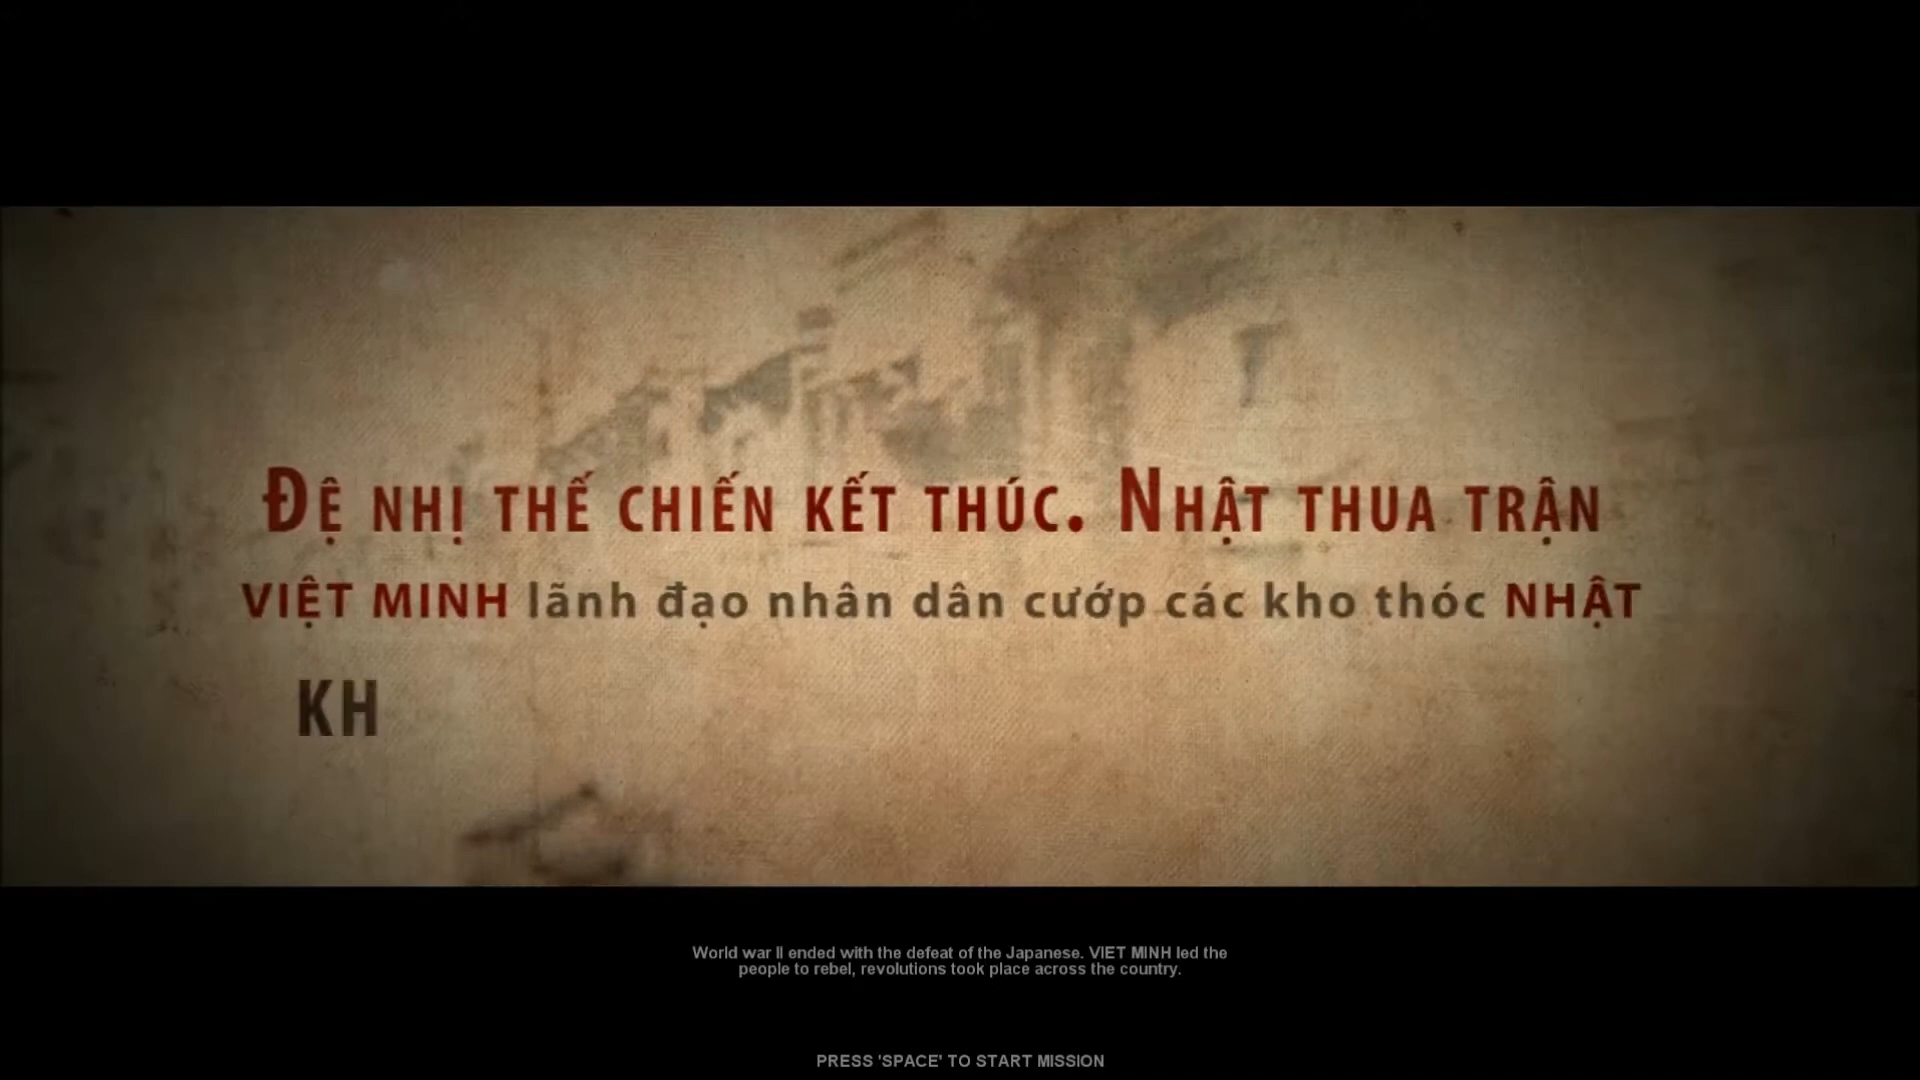 Đệ nhị thế chiến kết thúc. Nhật thua trận
VIỆT MINH lãnh đạo nhân dân cướp các kho thóc NHẬT
KH
World war II ended with the defeat of the Japanese. VIET MINH led the
people to rebel, revolutions took place across the country.
PRESS 'SPACE' TO START MISSION